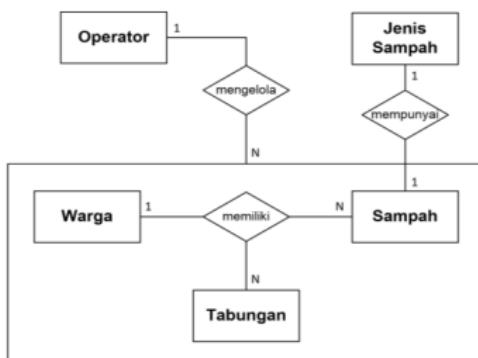 Operator
1
Jenis
Sampah
1
mengelola
mempunyai
N
1
Warga
1
memiliki
N
Sampah
N
Tabungan